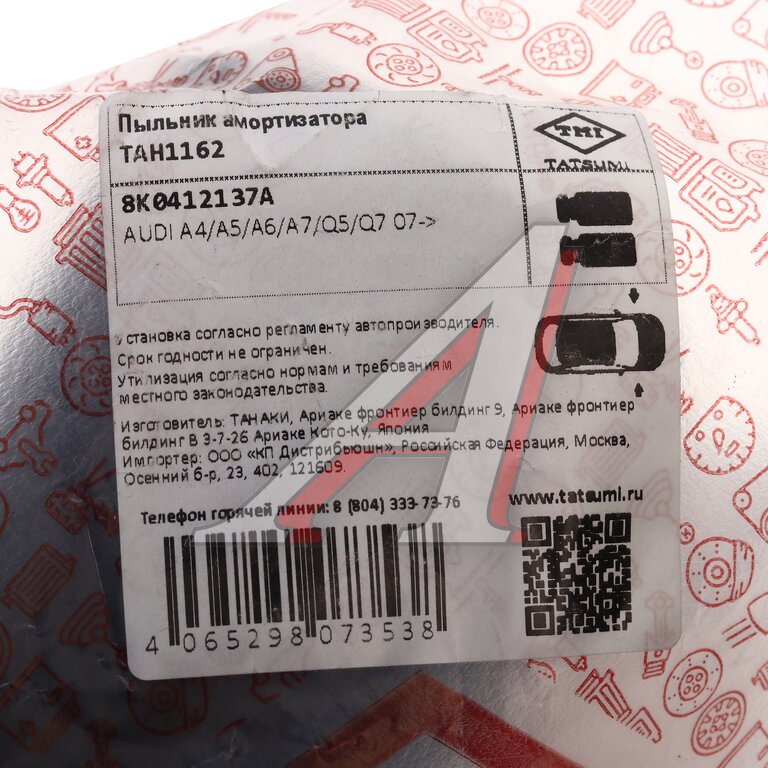 Пыльник амортизатора
TAH1162
TMI
TATSUMI
8K0412137A
AUDI A4/A5/A6/A7/Q5/Q7 07->
Установка согласно регламенту автопроизводителя.
Срок годности не ограничен.
Утилизация согласно нормам и требованиям
местного законодательства.
Изготовитель: ТАНАКИ, Ариаке фронтиер билдинг 9, Ариаке фронтиер
билдинг В 3-7-26 Ариаке Кото-Ку, Япония
Импортер: ООО «КП Дистрибьюшн», Российская Федерация, Москва,
Осенний б-р, 23, 402, 121609.
Телефон горячей линии: 8 (804) 333-73-76
www.tatsumi.ru
4 065298 073538